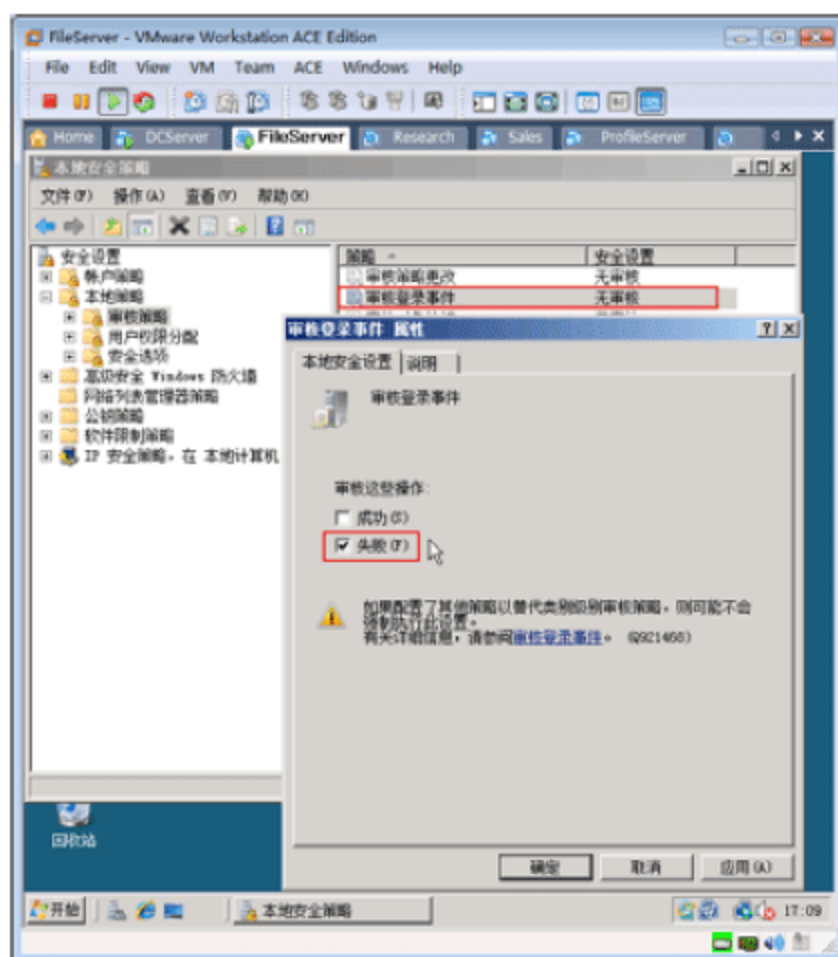 FileServer - VMware Workstation ACE Edition
File Edit View VM Team ACE Windows Help
Home DCServer FileServer Research Sales ProfileServer
本地安全策略
文件(F) 操作(A) 查看(V) 帮助(H)
安全设置
帐户策略
本地策略
审核策略
用户权限分配
安全选项
高级安全 Windows 防火墙
网络列表管理器策略
公钥策略
软件限制策略
IP 安全策略，在 本地计算机
策略 安全设置
审核策略更改 无审核
审核登录事件 无审核
审核登录事件 属性
本地安全设置 说明
审核登录事件
审核这些操作:
成功(S)
失败(F)
如果配置了其他策略以替代类别级别审核策略，则可能不会
强制执行此设置。
有关详细信息，请参阅审核登录事件。 (Q921468)
确定 取消 应用(A)
回收站
开始 本地安全策略 17:09